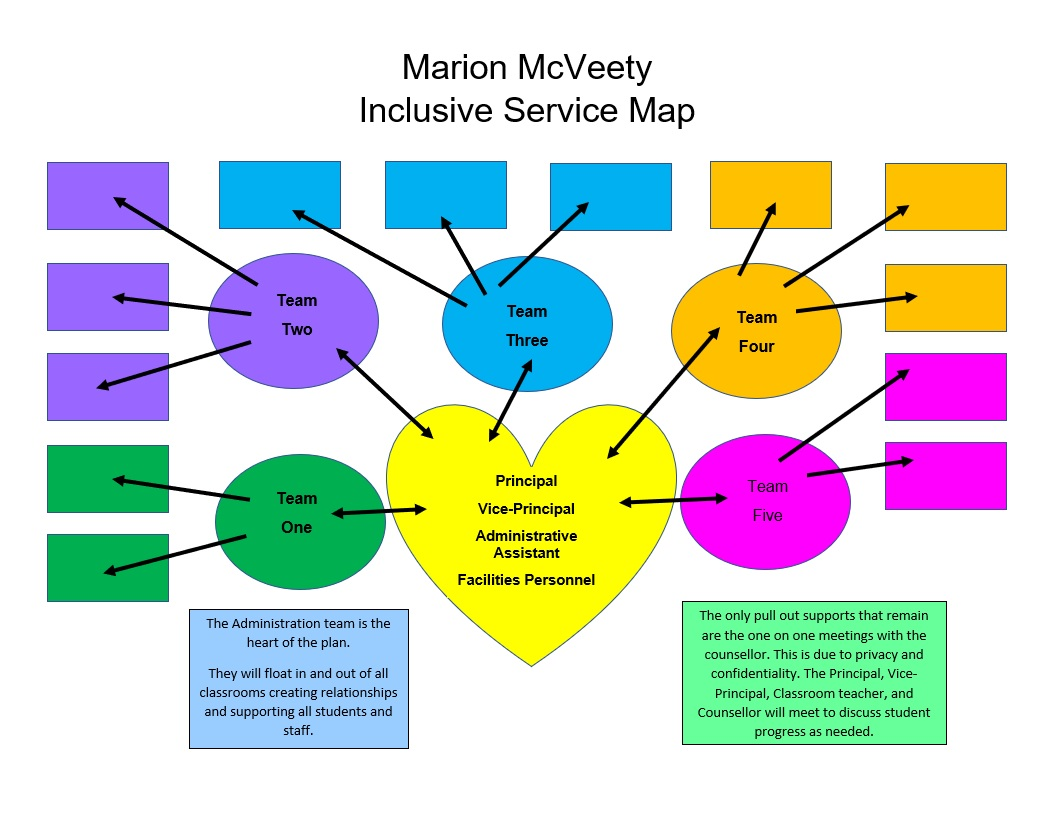 Marion McVeety
Inclusive Service Map
Team
Two
Team
Three
Team
Four
Team
One
Principal
Vice-Principal
Administrative
Assistant
Facilities Personnel
Team
Five
The Administration team is the
heart of the plan.
They will float in and out of all
classrooms creating relationships
and supporting all students and
staff.
The only pull out supports that remain
are the one on one meetings with the
counsellor. This is due to privacy and
confidentiality. The Principal, Vice-
Principal, Classroom teacher, and
Counsellor will meet to discuss student
progress as needed.